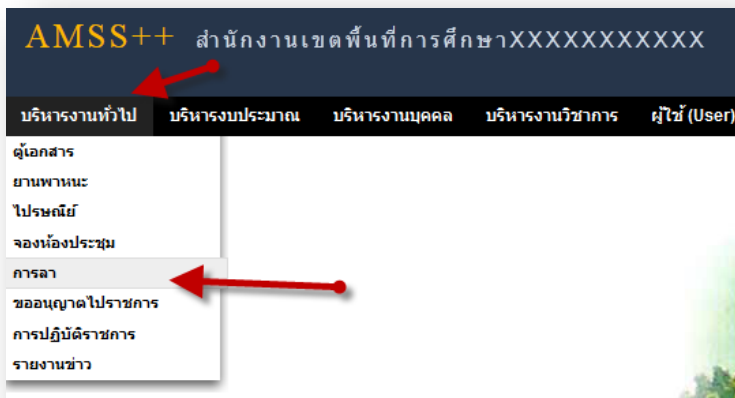 AMSS++ สำนักงานเขตพื้นที่การศึกษาXXXXXXXXXXX
บริหารงานทั่วไป บริหารงบประมาณ บริหารงานบุคคล บริหารงานวิชาการ ผู้ใช้ (User)
ตู้เอกสาร
ยานพาหนะ
ไปรษณีย์
จองห้องประชุม
การลา
ขออนุญาตไปราชการ
การปฏิบัติราชการ
รายงานข่าว